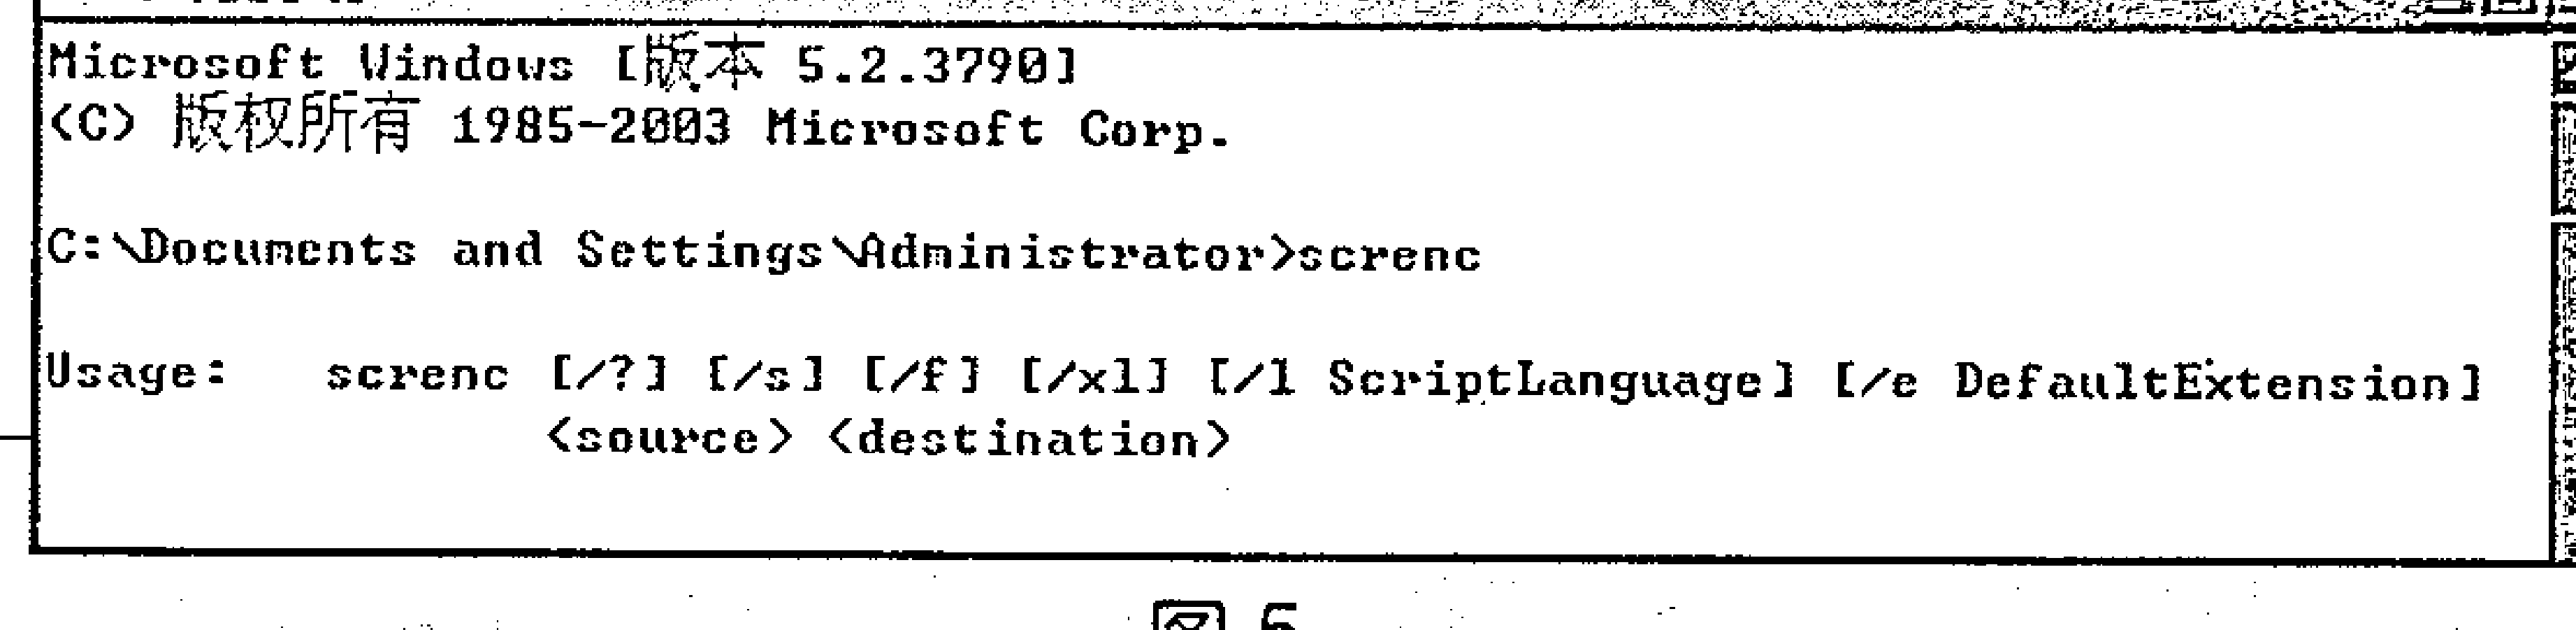 Microsoft Windows [版本 5.2.3790]
(C) 版权所有 1985-2003 Microsoft Corp.
C:\Documents and Settings\Administrator>screnc
Usage:   screnc [/?] [/s] [/f] [/xl] [/l ScriptLanguage] [/e DefaultExtension]
<source> <destination>